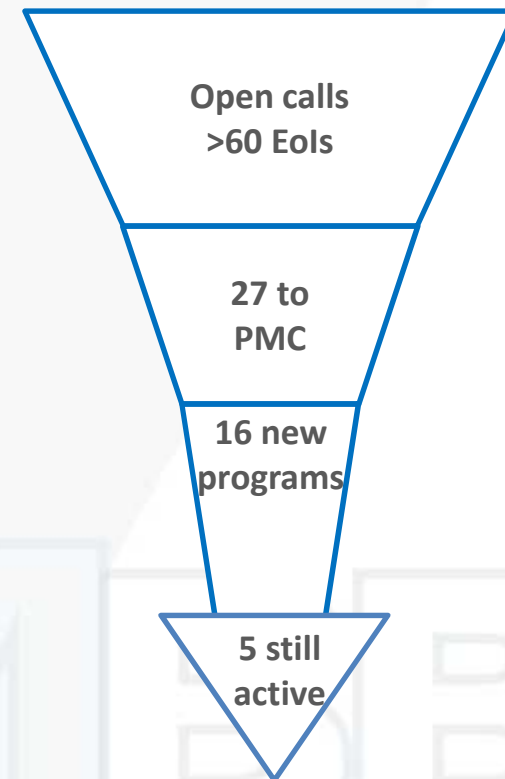 Open calls
>60 EoIs
27 to
PMC
16 new
programs
5 still
active